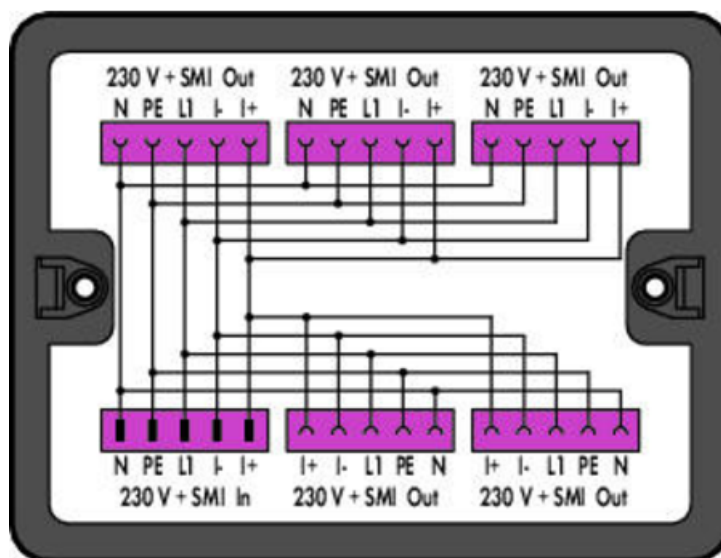 230 V + SMI Out 230 V + SMI Out 230 V + SMI Out
N PE L1 I- I+ N PE L1 I- I+ N PE L1 I- I+
N PE L1 I- I+ I+ I- L1 PE N I+ I- L1 PE N
230 V + SMI In 230 V + SMI Out 230 V + SMI Out